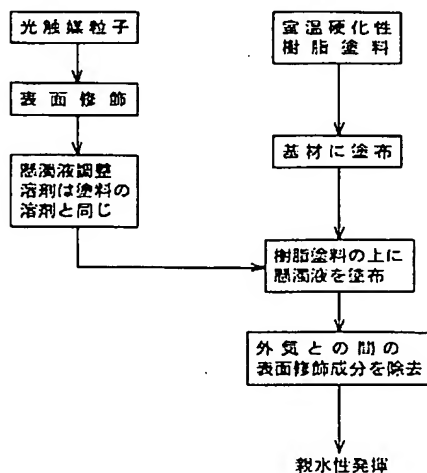 光触媒粒子
表面修飾
懸濁液調整
溶剤は塗料の
溶剤と同じ
室温硬化性
樹脂塗料
基材に塗布
樹脂塗料の上に
懸濁液を塗布
外気との間の
表面修飾成分を除去
親水性発揮